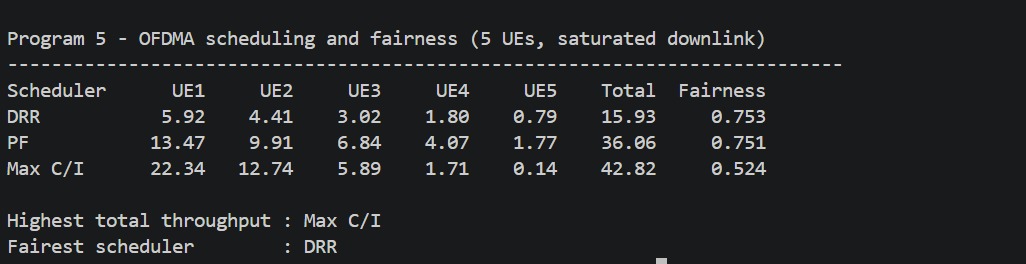 Program 5 - OFDMA scheduling and fairness (5 UEs, saturated downlink)
----------------------------------------------------------------------------
Scheduler      UE1     UE2     UE3     UE4     UE5    Total  Fairness
DRR           5.92    4.41    3.02    1.80    0.79    15.93     0.753
PF           13.47    9.91    6.84    4.07    1.77    36.06     0.751
Max C/I      22.34   12.74    5.89    1.71    0.14    42.82     0.524
Highest total throughput : Max C/I
Fairest scheduler        : DRR